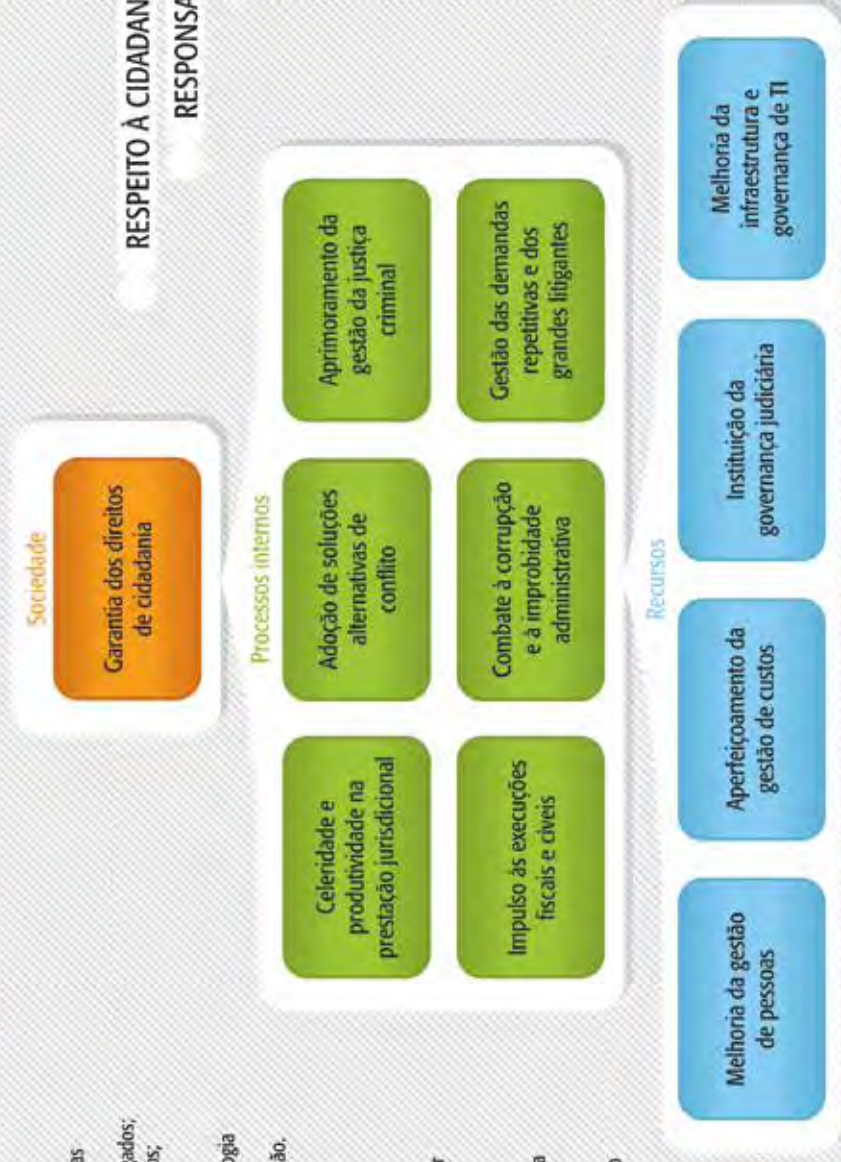 RESPEITO À CIDADAN
RESPONSA
Sociedade
Garantia dos direitos
de cidadania
Processos internos
Celeridade e
produtividade na
prestação jurisdicional
Adoção de soluções
alternativas de
conflito
Aprimoramento da
gestão da justiça
criminal
Impulso às execuções
fiscais e cíveis
Combate à corrupção
e à improbidade
administrativa
Gestão das demandas
repetitivas e dos
grandes litigantes
Recursos
Melhoria da gestão
de pessoas
Aperfeiçoamento da
gestão de custos
Instituição da
governança judiciária
Melhoria da
infraestrutura e
governança de TI